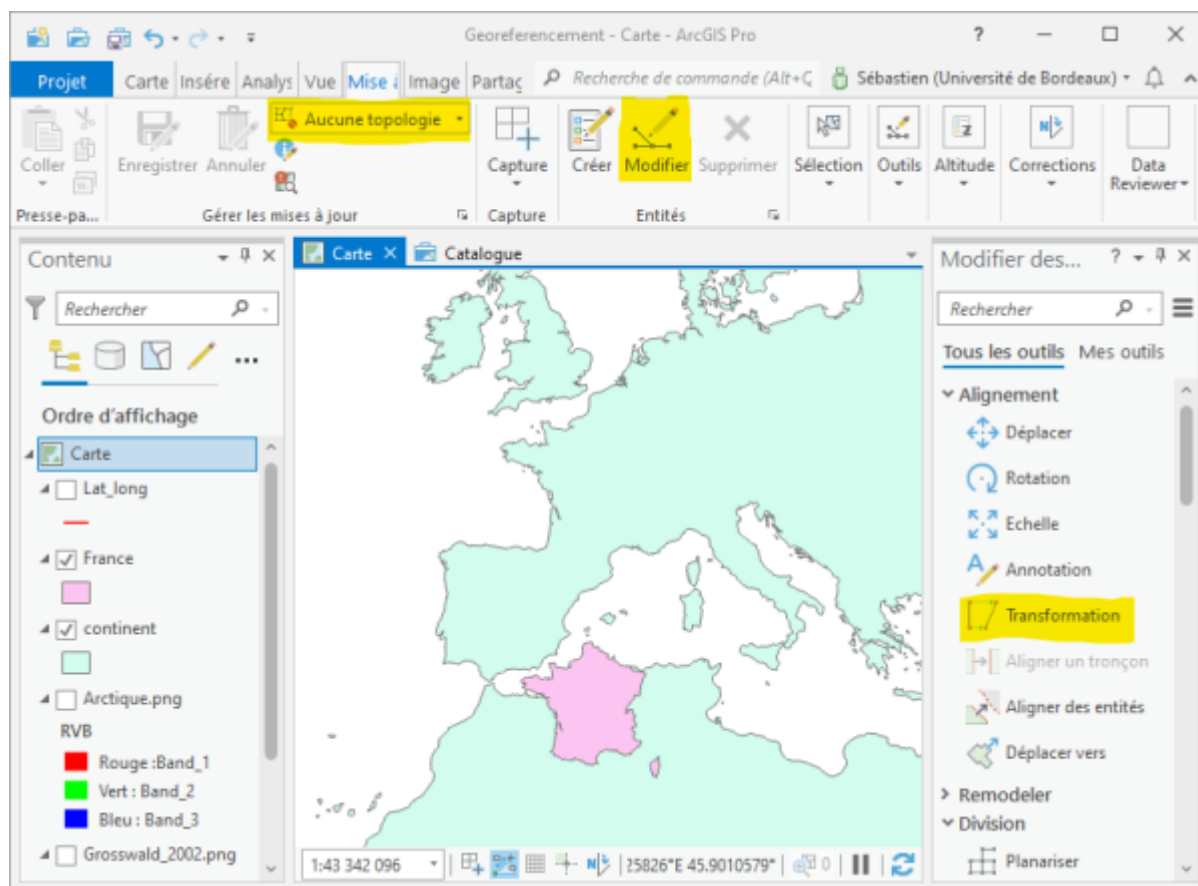 Georeferencement - Carte - ArcGIS Pro
?
Projet Carte Insére Analys Vue Mise à Image Partag Recherche de commande (Alt+Q Sébastien (Université de Bordeaux)
Aucune topologie
Coller Enregistrer Annuler Capture Créer Modifier Supprimer Sélection Outils Altitude Corrections Data
Reviewer
Presse-pa... Gérer les mises à jour Capture Entités
Contenu
Rechercher
Ordre d'affichage
Carte
Lat_long
France
continent
Arctique.png
RVB
Rouge :Band_1
Vert : Band_2
Bleu : Band_3
Grosswald_2002.png
Carte Catalogue
1:43 342 096 25826°E 45.9010579° 0
Modifier des... ?
Rechercher
Tous les outils Mes outils
Alignement
Déplacer
Rotation
Echelle
Annotation
Transformation
Aligner un tronçon
Aligner des entités
Déplacer vers
Remodeler
Division
Planariser